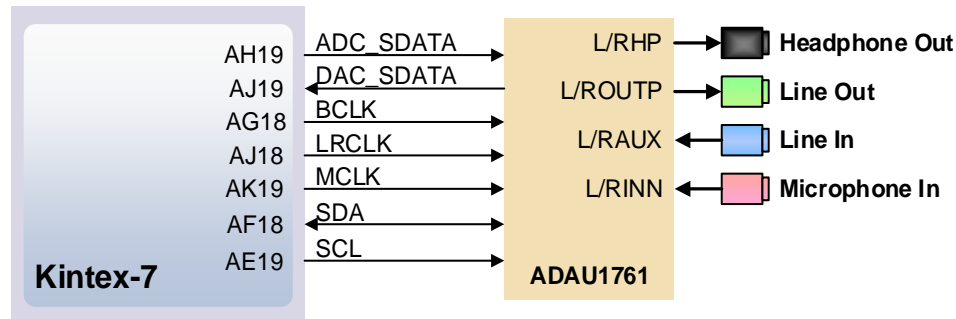 AH19 ADC_SDATA L/RHP Headphone Out
AJ19 DAC_SDATA L/ROUTP Line Out
AG18 BCLK
AJ18 LRCLK L/RAUX Line In
AK19 MCLK L/RINN Microphone In
AF18 SDA
AE19 SCL
Kintex-7 ADAU1761